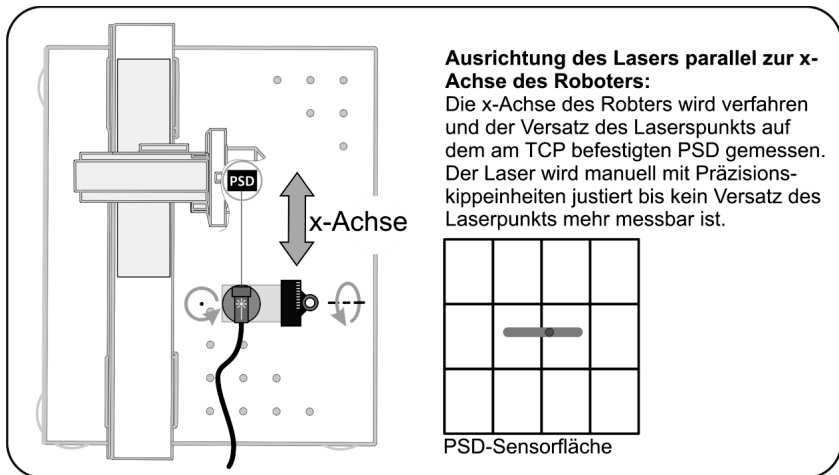 Ausrichtung des Lasers parallel zur x-
Achse des Roboters:
Die x-Achse des Robters wird verfahren
und der Versatz des Laserspunkts auf
dem am TCP befestigten PSD gemessen.
Der Laser wird manuell mit Präzisions-
kippeinheiten justiert bis kein Versatz des
Laserpunkts mehr messbar ist.
PSD
x-Achse
PSD-Sensorfläche